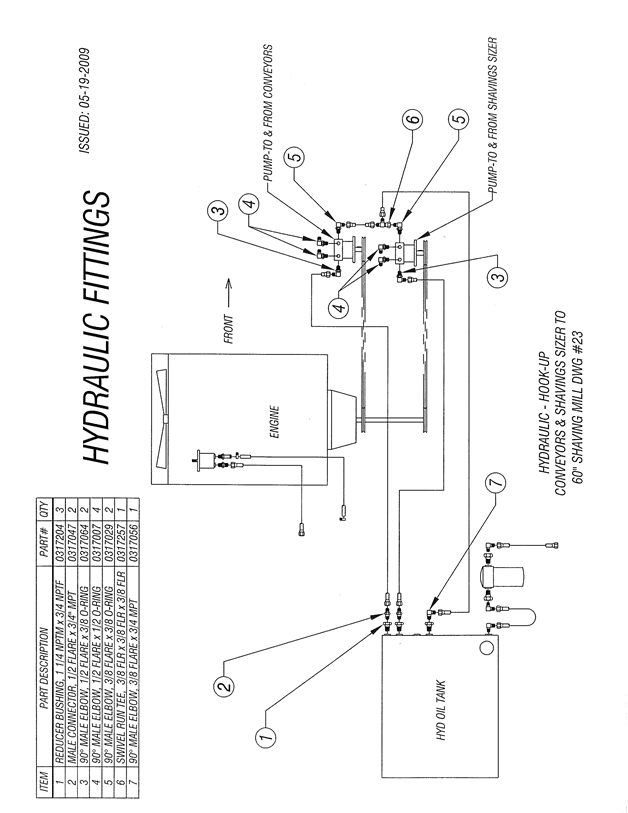 HYDRAULIC FITTINGS
ISSUED: 05-19-2009
ITEM PART DESCRIPTION PART# QTY
1 REDUCER BUSHING, 1 1/4 NPTM x 3/4 NPTF 0317204 3
2 MALE CONNECTOR, 1/2 FLARE x 3/4" MPT 0317047 2
3 90° MALE ELBOW, 1/2 FLARE x 3/8 O-RING 0317064 2
4 90° MALE ELBOW, 1/2 FLARE x 1/2 O-RING 0317007 4
5 90° MALE ELBOW, 3/8 FLARE x 3/8 O-RING 0317029 2
6 SWIVEL RUN TEE, 3/8 FLR x 3/8 FLR x 3/8 FLR 0317257 1
7 90° MALE ELBOW, 3/8 FLARE x 3/4 MPT 0317056 1
FRONT
ENGINE
PUMP-TO & FROM CONVEYORS
PUMP-TO & FROM SHAVINGS SIZER
3
4
5
6
5
4
3
7
2
1
HYD OIL TANK
HYDRAULIC - HOOK-UP
CONVEYORS & SHAVINGS SIZER TO
60" SHAVING MILL DWG #23